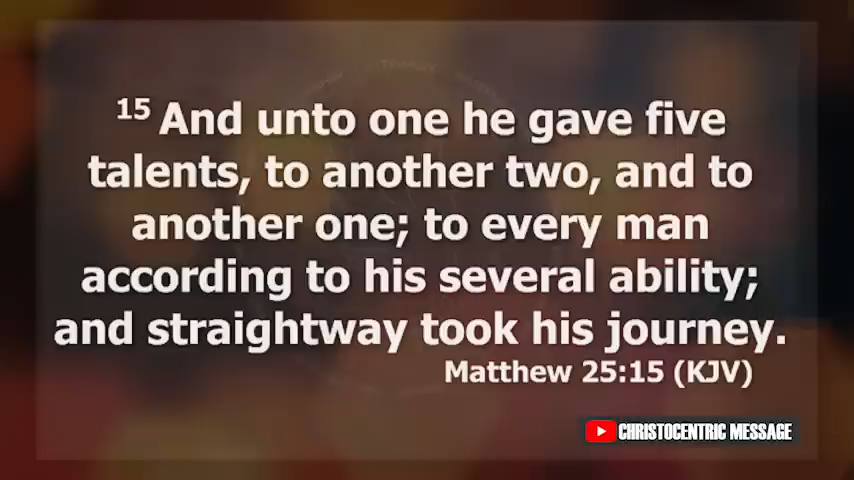 15 And unto one he gave five
talents, to another two, and to
another one; to every man
according to his several ability;
and straightway took his journey.
Matthew 25:15 (KJV)
CHRISTOCENTRIC MESSAGE